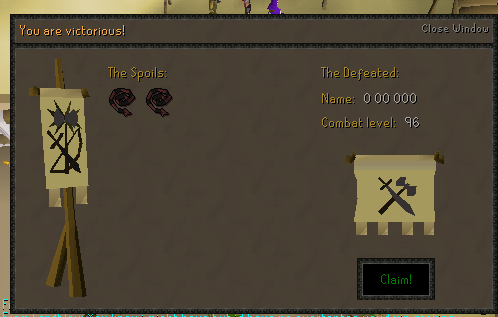 You are victorious!
Close Window
The Spoils:
The Defeated:
Name: 0 00 000
Combat level: 96
Claim!